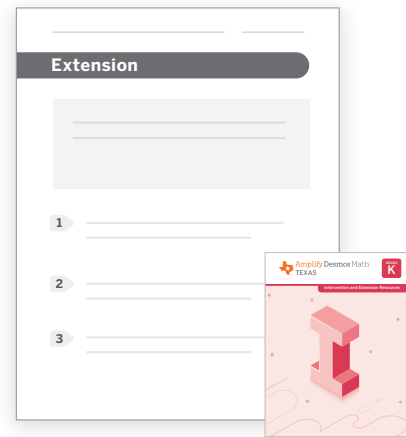 Extension
1
2
3
Amplify Desmos Math
TEXAS
GRADE
K
Intervention and Extension Resources